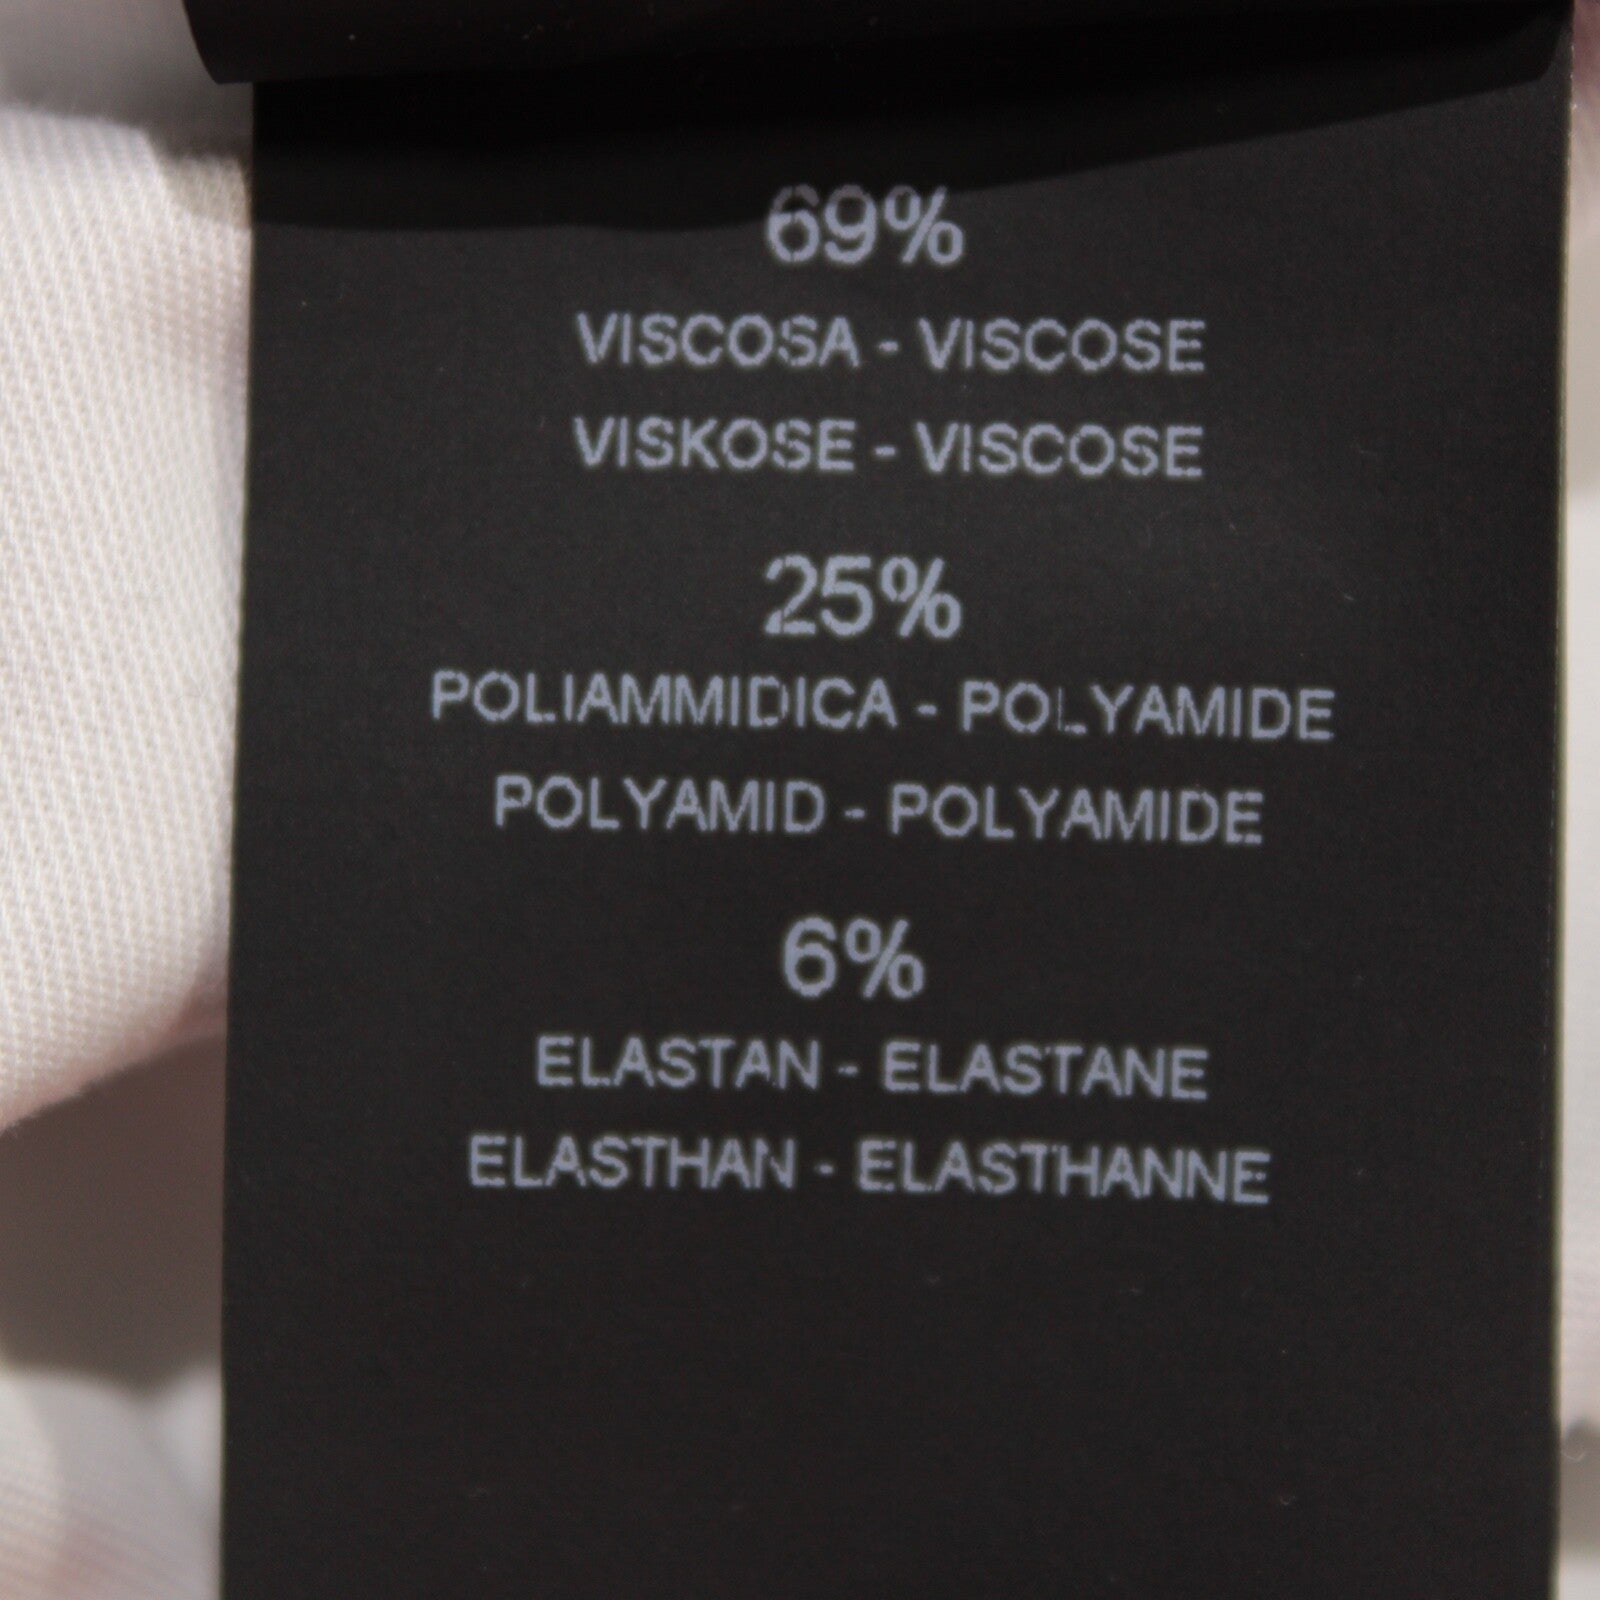 69%
VISCOSA - VISCOSE
VISKOSE - VISCOSE
25%
POLIAMMIDICA - POLYAMIDE
POLYAMID - POLYAMIDE
6%
ELASTAN - ELASTANE
ELASTHAN - ELASTHANNE